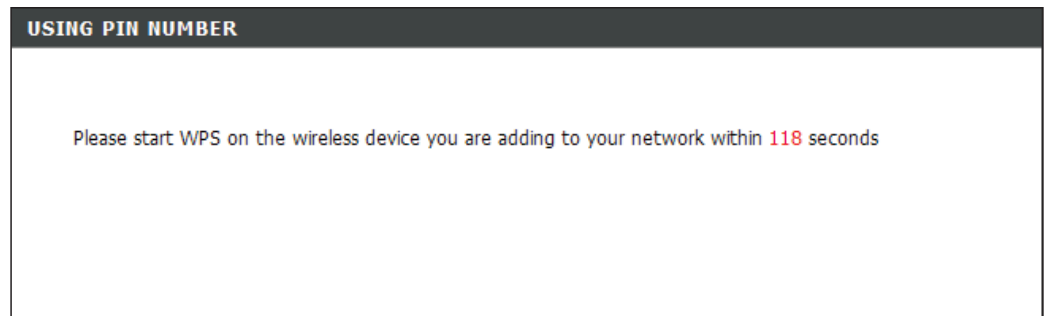 USING PIN NUMBER
Please start WPS on the wireless device you are adding to your network within 118 seconds